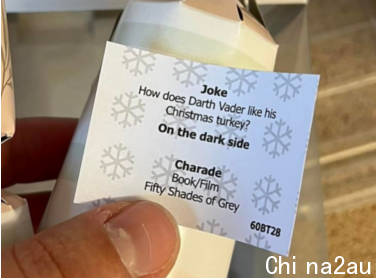 Joke
How does Darth Vader like his
Christmas turkey?
On the dark side
Charade
Book/Film
Fifty Shades of Grey
60BT28
Chi na2au